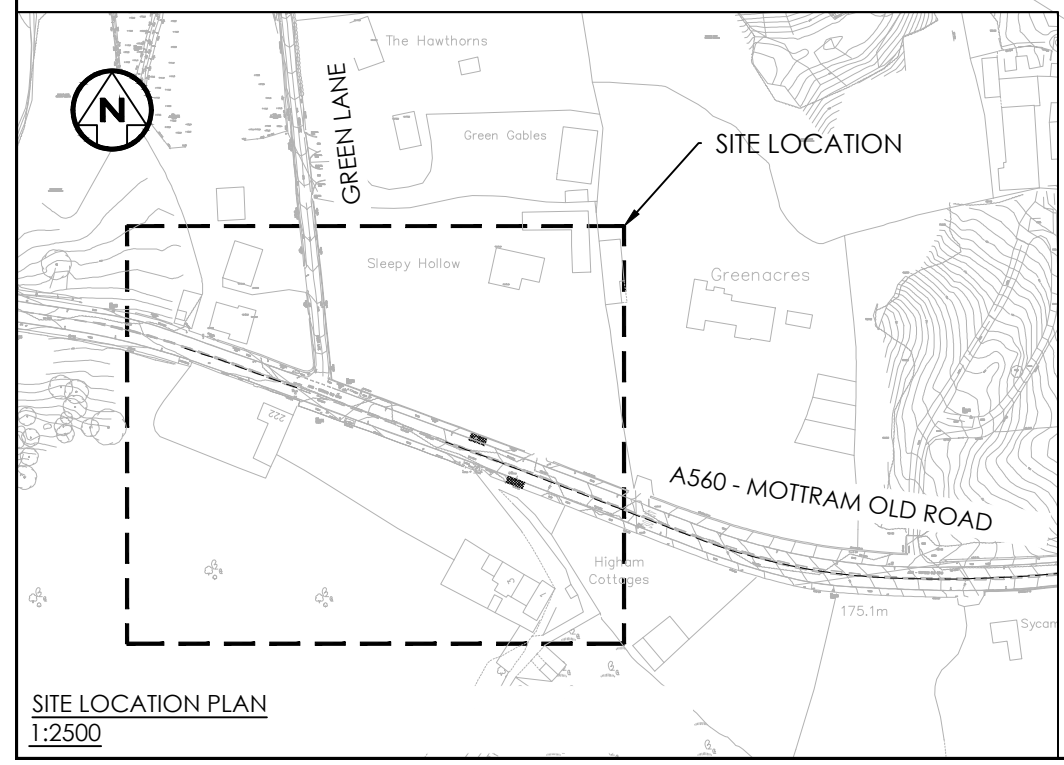 The Hawthorns
N
GREEN LANE
Green Gables
SITE LOCATION
Sleepy Hollow
Greenacres
222
A560 - MOTTRAM OLD ROAD
Higham
Cottages
175.1m
Sycam
SITE LOCATION PLAN
1:2500